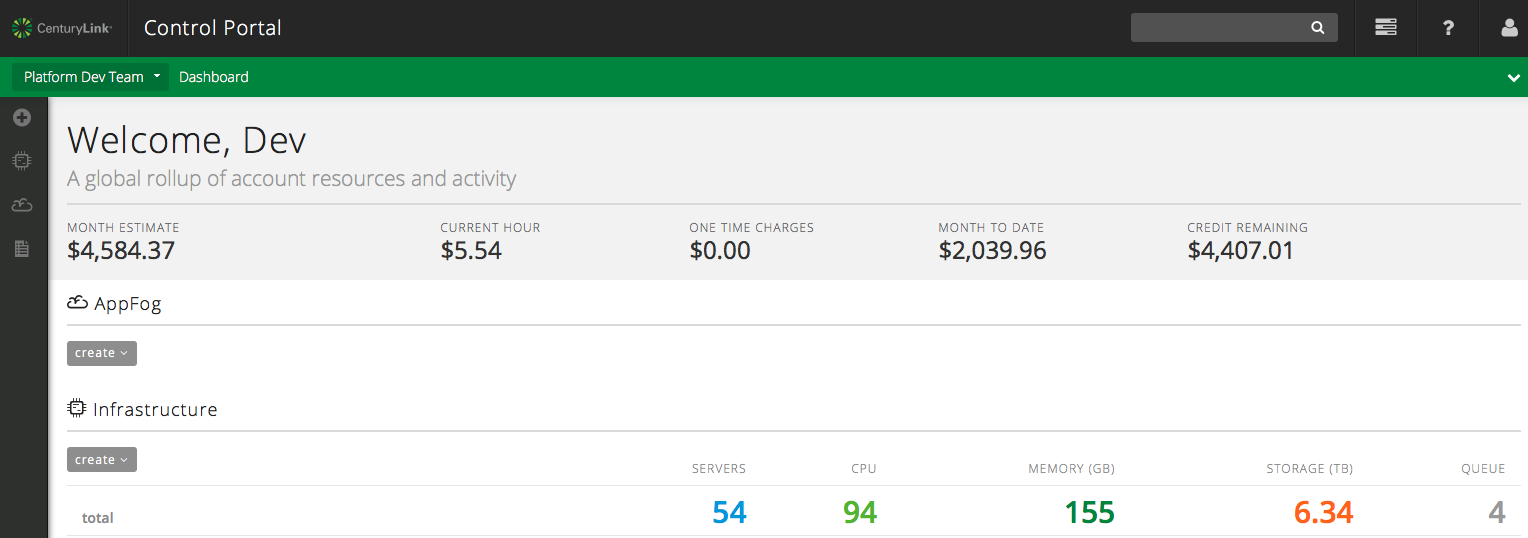 CenturyLink Control Portal ?
Platform Dev Team Dashboard
Welcome, Dev
A global rollup of account resources and activity
MONTH ESTIMATE CURRENT HOUR ONE TIME CHARGES MONTH TO DATE CREDIT REMAINING
$4,584.37 $5.54 $0.00 $2,039.96 $4,407.01
AppFog
create
Infrastructure
create
SERVERS CPU MEMORY (GB) STORAGE (TB) QUEUE
total 54 94 155 6.34 4